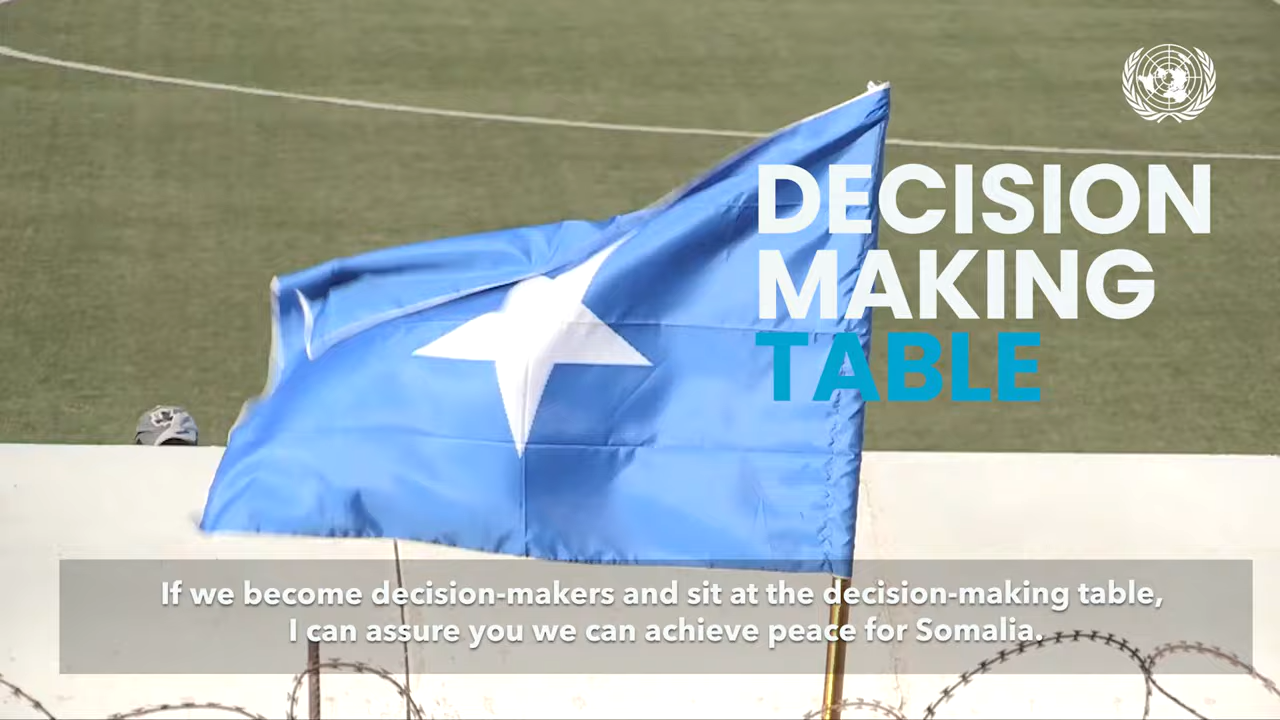 DECISION
MAKING
TABLE
If we become decision-makers and sit at the decision-making table,
I can assure you we can achieve peace for Somalia.